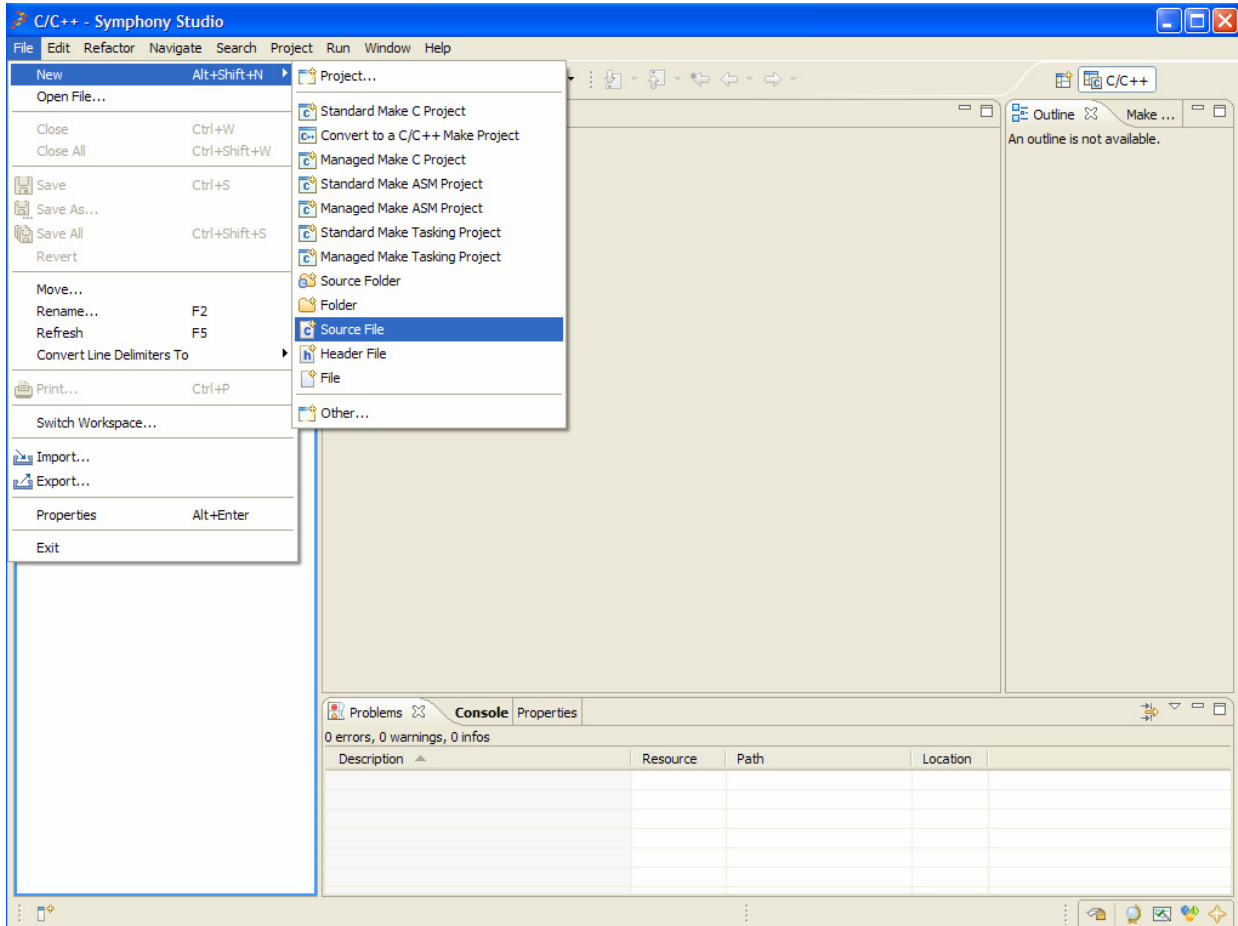 C/C++ - Symphony Studio
File Edit Refactor Navigate Search Project Run Window Help
New Alt+Shift+N
Open File...
Close Ctrl+W
Close All Ctrl+Shift+W
Save Ctrl+S
Save As...
Save All Ctrl+Shift+S
Revert
Move...
Rename... F2
Refresh F5
Convert Line Delimiters To
Print... Ctrl+P
Switch Workspace...
Import...
Export...
Properties Alt+Enter
Exit
Project...
Standard Make C Project
Convert to a C/C++ Make Project
Managed Make C Project
Standard Make ASM Project
Managed Make ASM Project
Standard Make Tasking Project
Managed Make Tasking Project
Source Folder
Folder
Source File
Header File
File
Other...
C/C++
Outline Make ...
An outline is not available.
Problems Console Properties
0 errors, 0 warnings, 0 infos
Description Resource Path Location